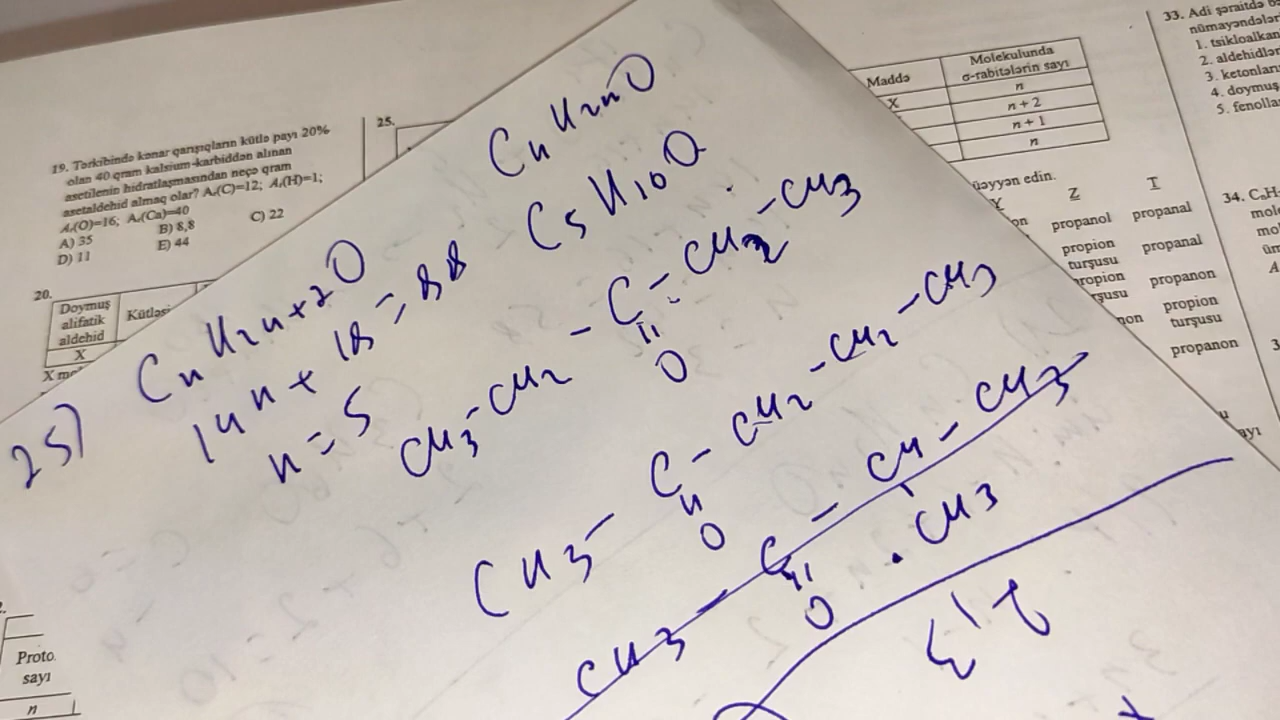 19. Tərkibində kənar qarışıqların kütlə payı 20%
olan 40 qram kalsium-karbiddən alınan
asetilenin hidratlaşmasından neçə qram
asetaldehid almaq olar? Aᵣ(C)=12; Aᵣ(H)=1;
Aᵣ(O)=16; Aᵣ(Ca)=40
A) 35 B) 8,8 C) 22
D) 11 E) 44
20.
Doymuş
alifatik
aldehid
Kütləsi
X
X
Proto
sayı
n
25.
25) CnH2n+2O
14n + 18 = 88
n = 5
CnH2nO
C5H10O
CH3-CH2-C-CH2-CH3
O
CH3-C-CH2-CH2-CH3
O
CH3-C-CH-CH3
O CH3
Maddə
Molekulunda
σ-rabitələrin sayı
X
n
n + 2
n + 1
n
üəyyən edin.
Y Z T
propanol propanal
propion
turşusu
propanal
propanon
propion
turşusu
propanon
33. Adi şəraitdə
nümayəndələr
1. tsikloalkan
2. aldehidlər
3. ketonların
4. doymuş
5. fenolla
34.